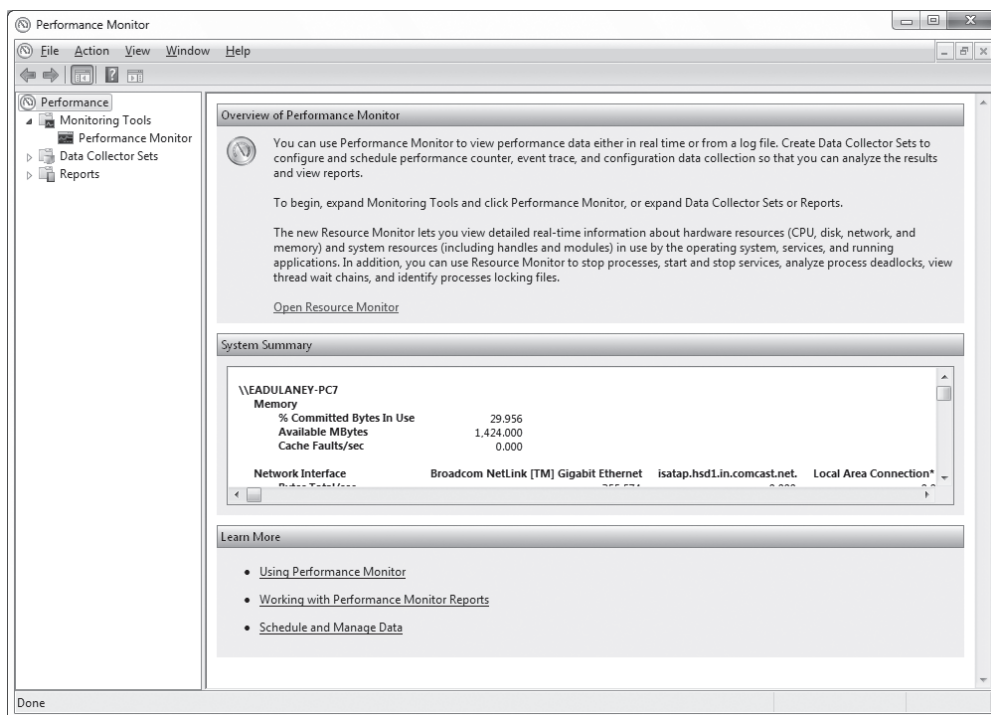 Performance Monitor
File Action View Window Help
Performance
Monitoring Tools
Performance Monitor
Data Collector Sets
Reports
Overview of Performance Monitor
You can use Performance Monitor to view performance data either in real time or from a log file. Create Data Collector Sets to
configure and schedule performance counter, event trace, and configuration data collection so that you can analyze the results
and view reports.
To begin, expand Monitoring Tools and click Performance Monitor, or expand Data Collector Sets or Reports.
The new Resource Monitor lets you view detailed real-time information about hardware resources (CPU, disk, network, and
memory) and system resources (including handles and modules) in use by the operating system, services, and running
applications. In addition, you can use Resource Monitor to stop processes, start and stop services, analyze process deadlocks, view
thread wait chains, and identify processes locking files.
Open Resource Monitor
System Summary
\\EADULANEY-PC7
Memory
% Committed Bytes In Use 29.956
Available MBytes 1,424.000
Cache Faults/sec 0.000
Network Interface Broadcom NetLink [TM] Gigabit Ethernet isatap.hsd1.in.comcast.net. Local Area Connection*
Learn More
• Using Performance Monitor
• Working with Performance Monitor Reports
• Schedule and Manage Data
Done